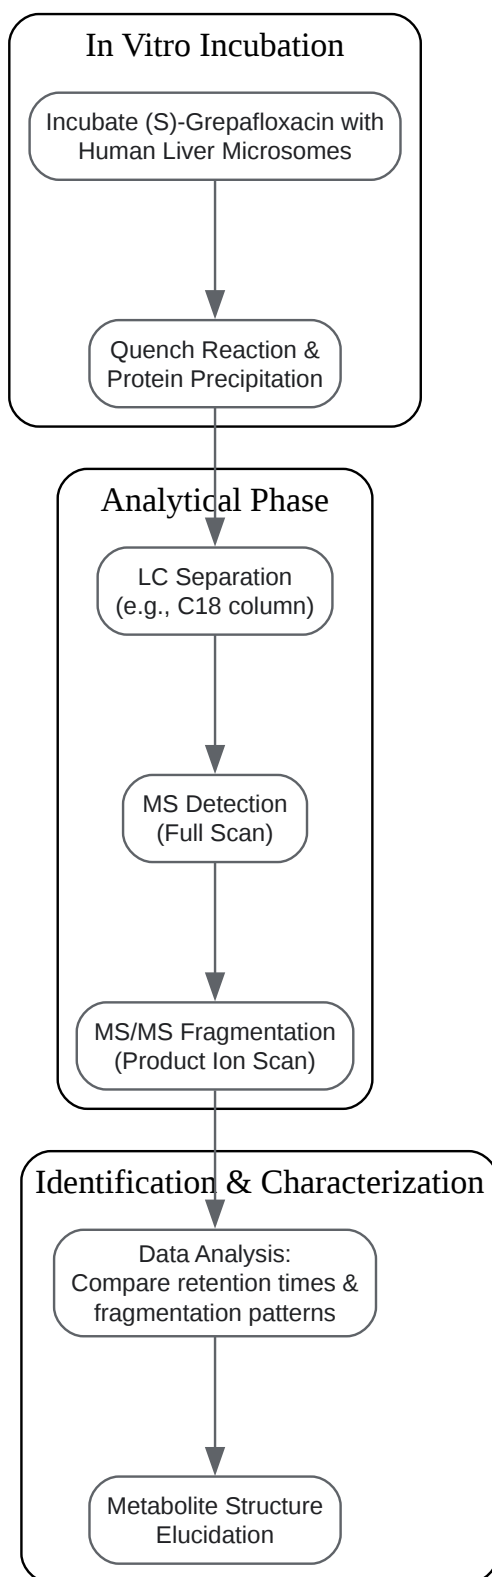 In Vitro Incubation
Incubate (S)-Grepafloxacin with
Human Liver Microsomes
Quench Reaction &
Protein Precipitation
Analytical Phase
LC Separation
(e.g., C18 column)
MS Detection
(Full Scan)
MS/MS Fragmentation
(Product Ion Scan)
Identification & Characterization
Data Analysis:
Compare retention times &
fragmentation patterns
Metabolite Structure
Elucidation